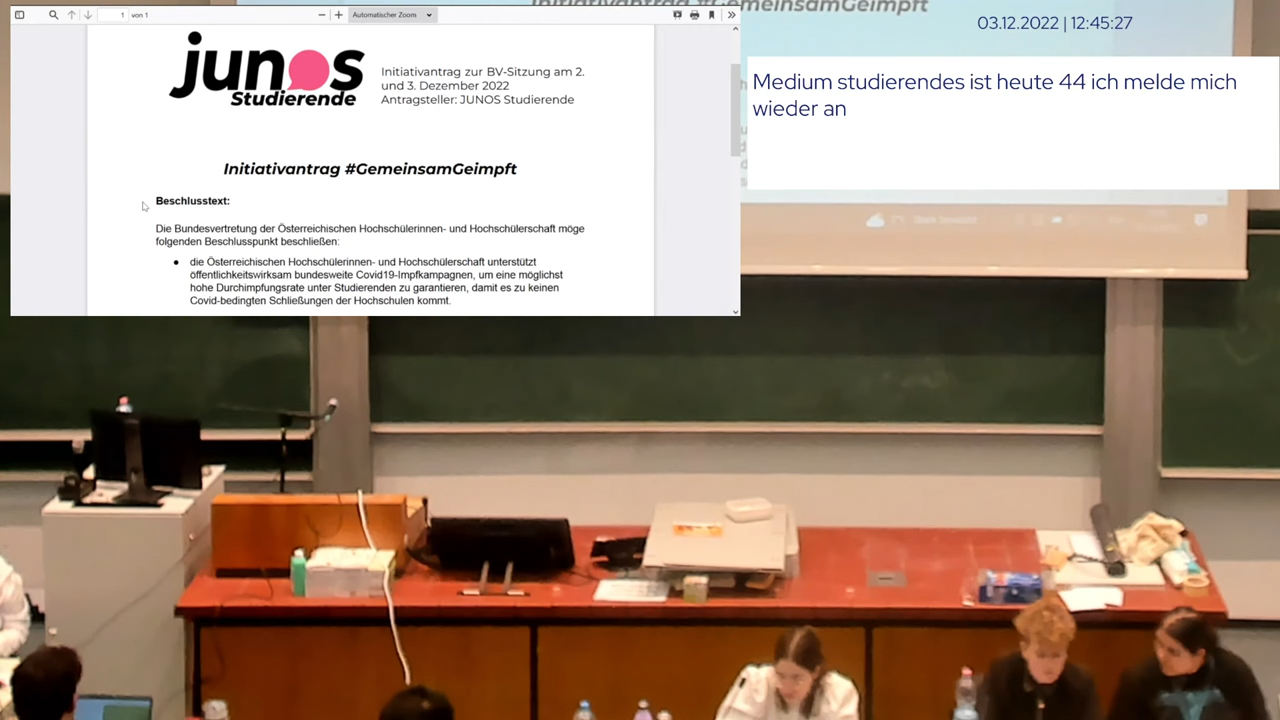 1 von 1
Automatischer Zoom
Initiativantrag #GemeinsamGeimpft
03.12.2022 | 12:45:27
junos
Studierende
Initiativantrag zur BV-Sitzung am 2.
und 3. Dezember 2022
Antragsteller: JUNOS Studierende
Medium studierendes ist heute 44 ich melde mich
wieder an
Initiativantrag #GemeinsamGeimpft
Beschlusstext:
Die Bundesvertretung der Österreichischen Hochschülerinnen- und Hochschülerschaft möge
folgenden Beschlusspunkt beschließen:
● die Österreichischen Hochschülerinnen- und Hochschülerschaft unterstützt
öffentlichkeitswirksam bundesweite Covid19-Impfkampagnen, um eine möglichst
hohe Durchimpfungsrate unter Studierenden zu garantieren, damit es zu keinen
Covid-bedingten Schließungen der Hochschulen kommt.